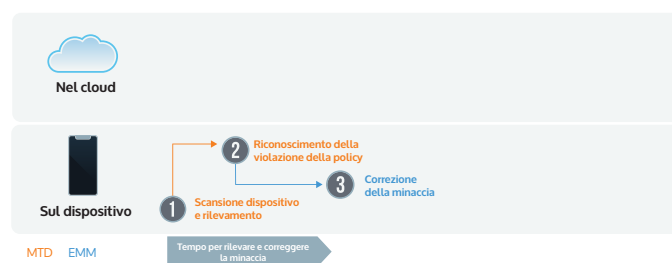 Nel cloud
2
Riconoscimento della
violazione della policy
3
Correzione
della minaccia
1
Scansione dispositivo
e rilevamento
Sul dispositivo
MTD EMM
Tempo per rilevare e correggere
la minaccia